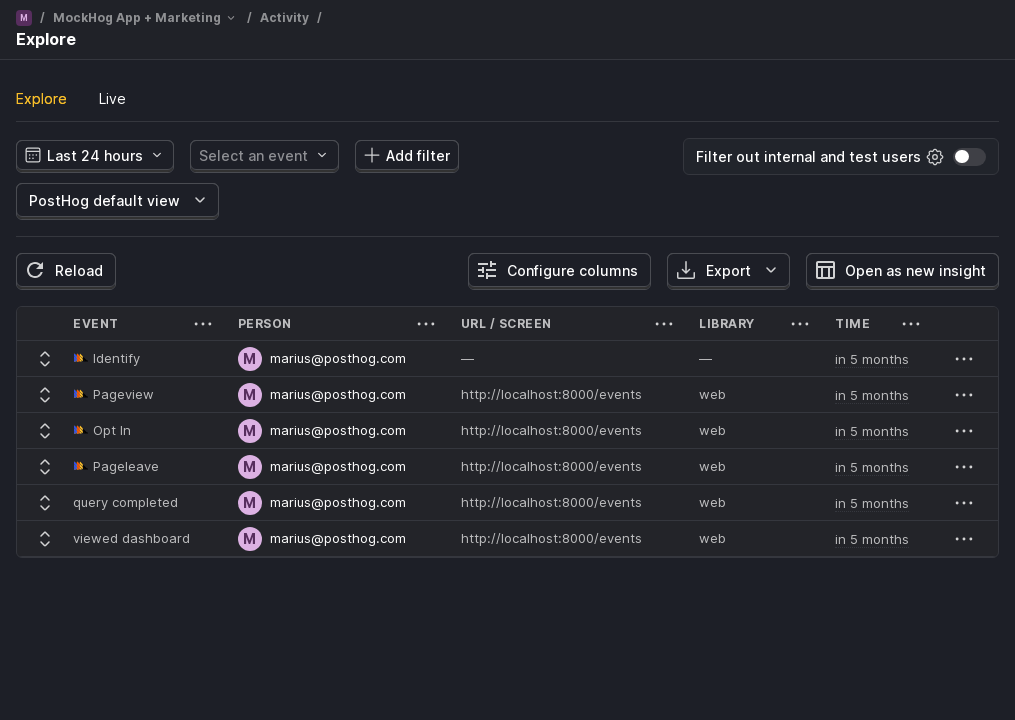 M / MockHog App + Marketing / Activity /
Explore
Explore Live
Last 24 hours Select an event Add filter Filter out internal and test users
PostHog default view
Reload Configure columns Export Open as new insight
EVENT PERSON URL / SCREEN LIBRARY TIME
Identify M marius@posthog.com — — in 5 months
Pageview M marius@posthog.com http://localhost:8000/events web in 5 months
Opt In M marius@posthog.com http://localhost:8000/events web in 5 months
Pageleave M marius@posthog.com http://localhost:8000/events web in 5 months
query completed M marius@posthog.com http://localhost:8000/events web in 5 months
viewed dashboard M marius@posthog.com http://localhost:8000/events web in 5 months